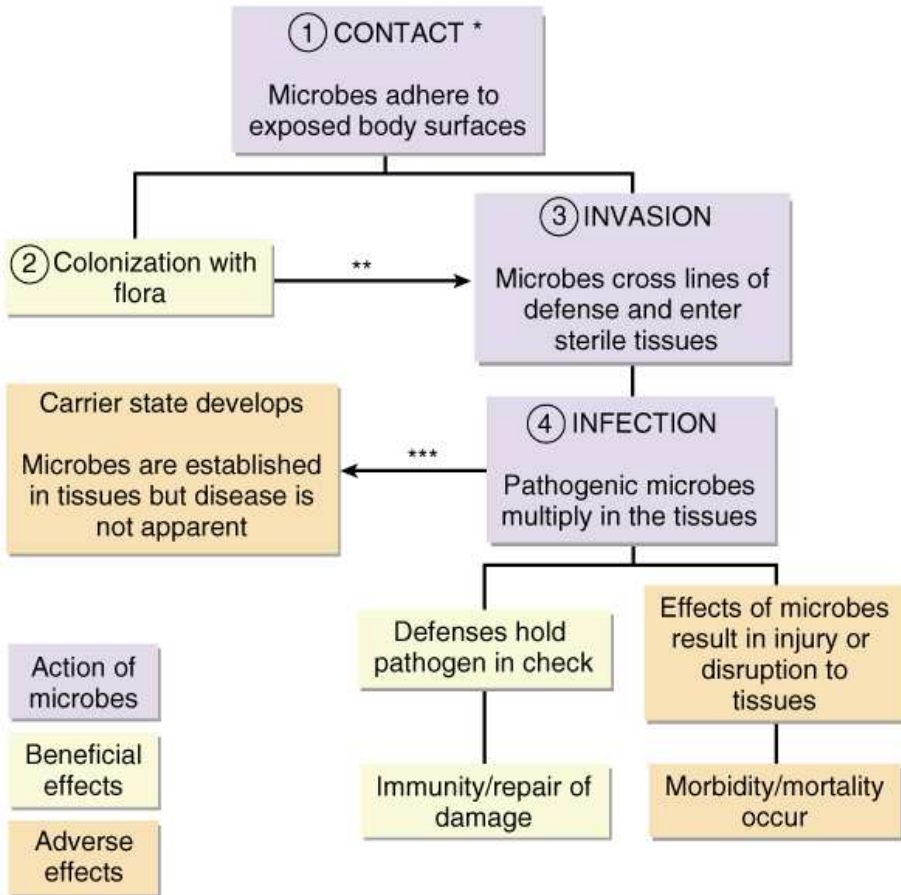 ① CONTACT *
Microbes adhere to
exposed body surfaces
② Colonization with
flora
**
③ INVASION
Microbes cross lines of
defense and enter
sterile tissues
Carrier state develops
Microbes are established
in tissues but disease is
not apparent
***
④ INFECTION
Pathogenic microbes
multiply in the tissues
Defenses hold
pathogen in check
Effects of microbes
result in injury or
disruption to
tissues
Immunity/repair of
damage
Morbidity/mortality
occur
Action of
microbes
Beneficial
effects
Adverse
effects